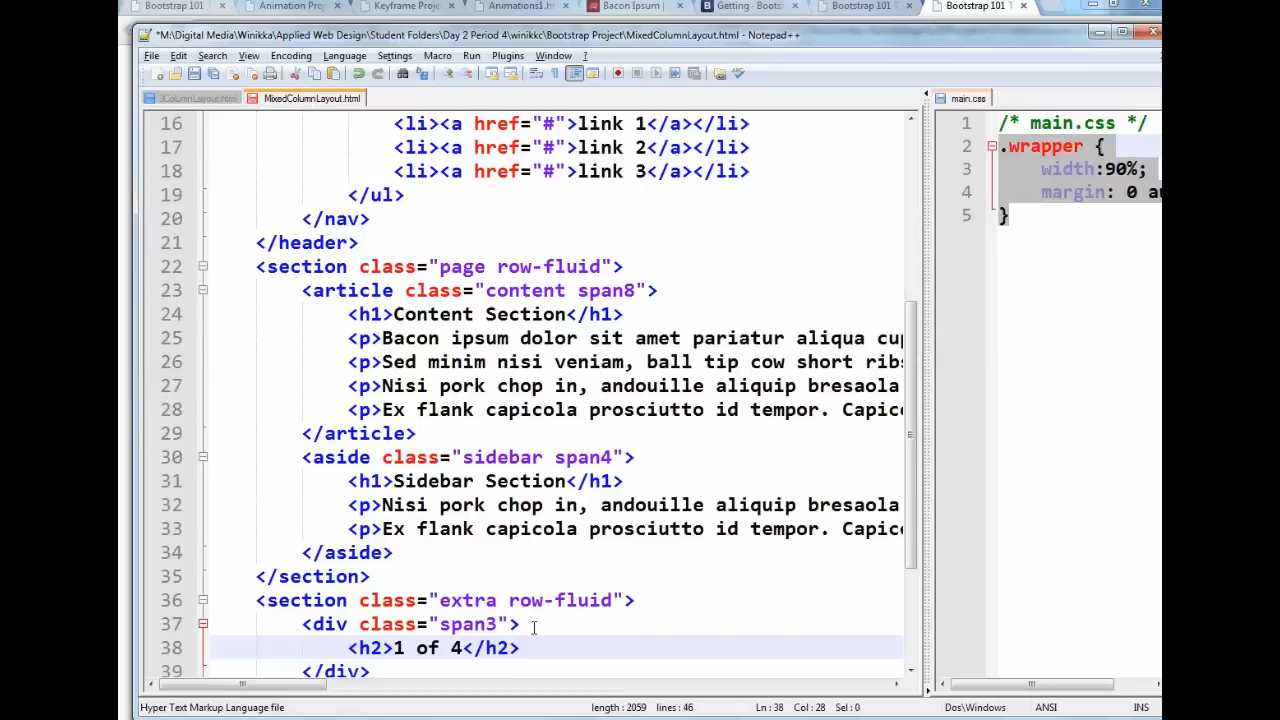 Bootstrap 101 Animation Proj Keyframe Proje Animations1.ht Bacon Ipsum | Getting · Boots Bootstrap 101 T Bootstrap 101 T
*M:\Digital Media\Winikka\Applied Web Design\Student Folders\Day 2 Period 4\winikkc\Bootstrap Project\MixedColumnLayout.html - Notepad++
File Edit Search View Encoding Language Settings Macro Run Plugins Window ?
MixedColumnLayout.html main.css
16 <li><a href="#">link 1</a></li>
17 <li><a href="#">link 2</a></li>
18 <li><a href="#">link 3</a></li>
19 </ul>
20 </nav>
21 </header>
22 <section class="page row-fluid">
23 <article class="content span8">
24 <h1>Content Section</h1>
25 <p>Bacon ipsum dolor sit amet pariatur aliqua cup
26 <p>Sed minim nisi veniam, ball tip cow short ribs
27 <p>Nisi pork chop in, andouille aliquip bresaola
28 <p>Ex flank capicola prosciutto id tempor. Capico
29 </article>
30 <aside class="sidebar span4">
31 <h1>Sidebar Section</h1>
32 <p>Nisi pork chop in, andouille aliquip bresaola
33 <p>Ex flank capicola prosciutto id tempor. Capico
34 </aside>
35 </section>
36 <section class="extra row-fluid">
37 <div class="span3">
38 <h2>1 of 4</h2>
39 </div>
1 /* main.css */
2 .wrapper {
3 width:90%;
4 margin: 0 au
5 }
Hyper Text Markup Language file length : 2059 lines : 46 Ln : 38 Col : 28 Sel : 0 Dos\Windows ANSI INS